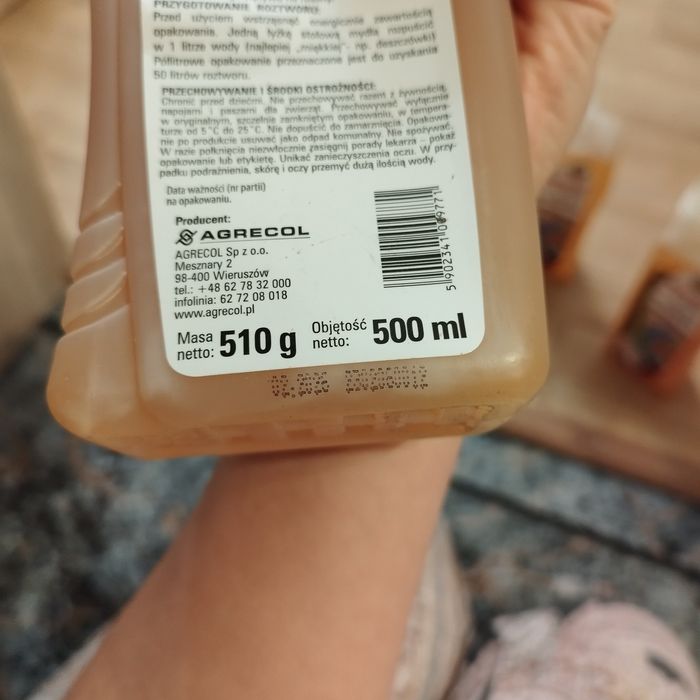 PRZYGOTOWANIE ROZTWORU:
Przed użyciem wstrząsnąć energicznie zawartością
opakowania. Jedną łyżkę stołową mydła rozpuścić
w 1 litrze wody (najlepiej „miękkiej"- np. deszczówki)
Półlitrowe opakowanie przeznaczone jest do uzyskania
50 litrów roztworu.
PRZECHOWYWANIE I ŚRODKI OSTROŻNOŚCI:
Chronić przed dziećmi. Nie przechowywać razem z żywnością,
napojami i paszami dla zwierząt. Przechowywać wyłącznie
w oryginalnym, szczelnie zamkniętym opakowaniu, w tempera-
turze od 5°C do 25°C. Nie dopuścić do zamarznięcia. Opakowa-
nie po produkcie usuwać jako odpad komunalny. Nie spożywać.
W razie połknięcia niezwłocznie zasięgnij porady lekarza – pokaż
opakowanie lub etykietę. Unikać zanieczyszczenia oczu. W przy-
padku podrażnienia, skórę i oczy przemyć dużą ilością wody.
Data ważności (nr partii)
na opakowaniu.
Producent:
AGRECOL
AGRECOL Sp z o.o.
Mesznary 2
98-400 Wieruszów
tel.: +48 62 78 32 000
infolinia: 62 72 08 018
www.agrecol.pl
Masa netto: 510 g
Objętość netto: 500 ml
5 902341 009771